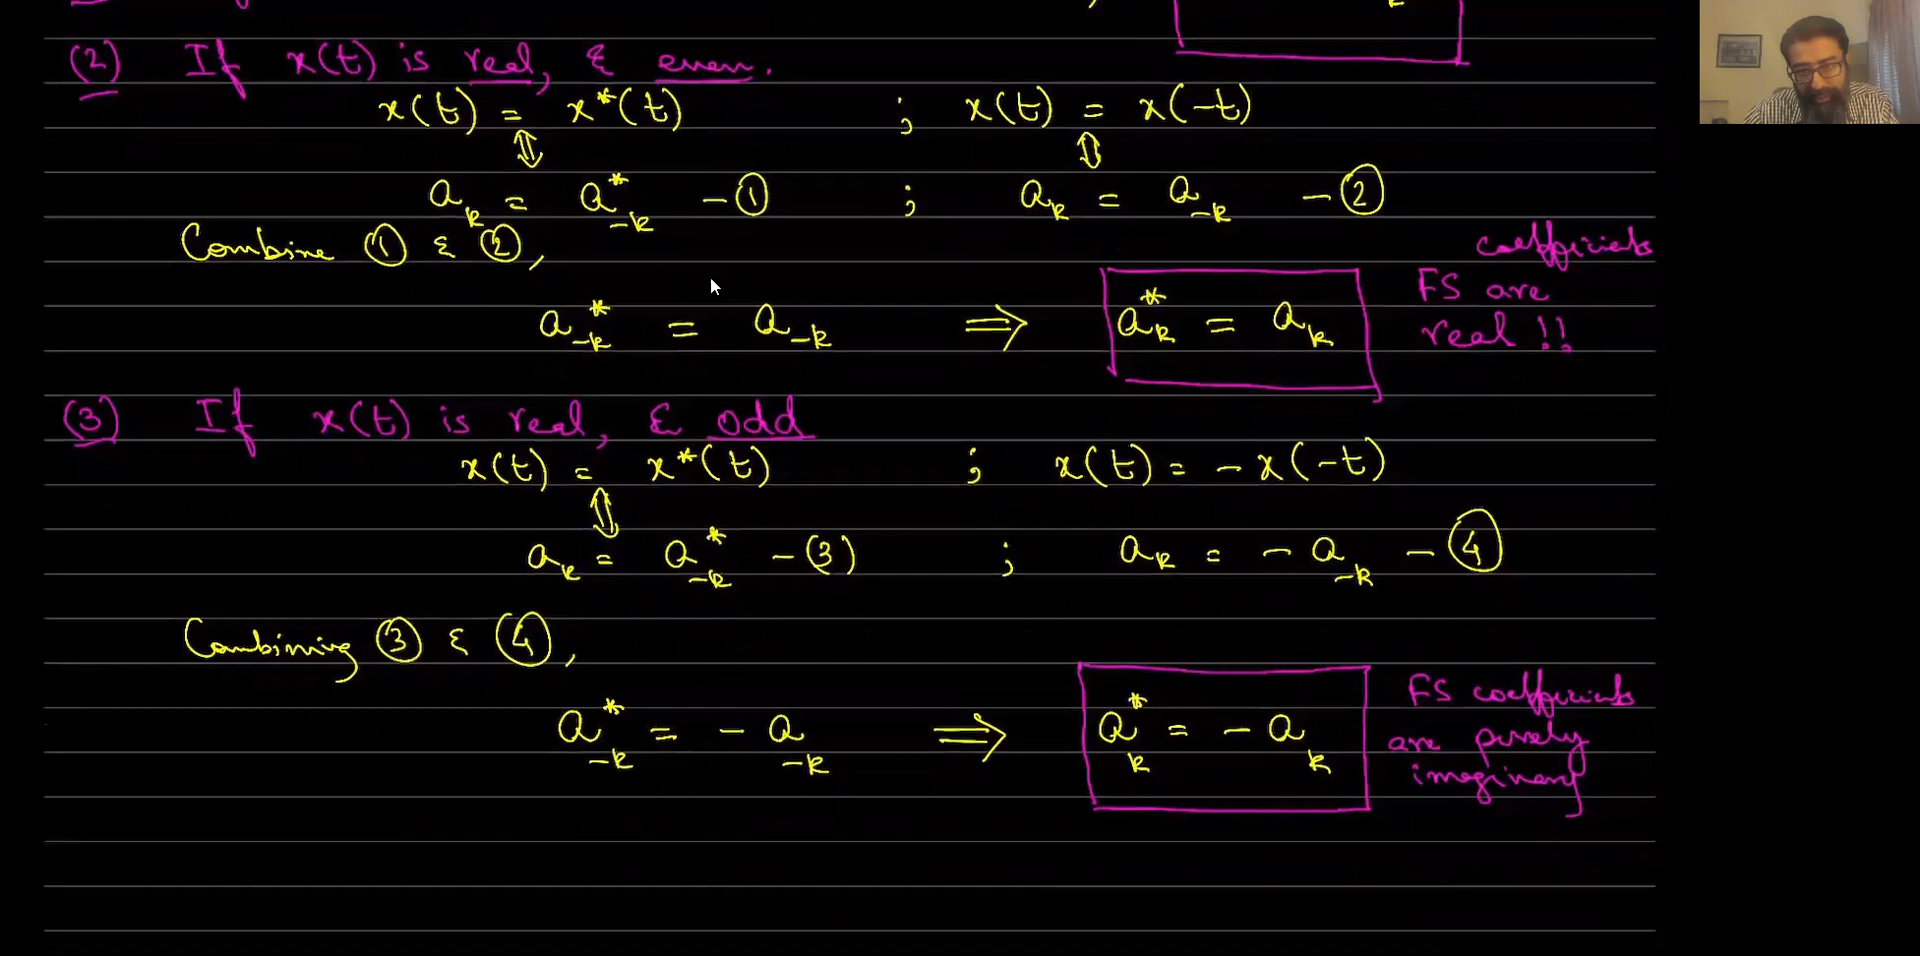 (2) If x(t) is real, & even.
x(t) = x*(t) ; x(t) = x(-t)
⇕ ⇕
a_k = a*_{-k} - ① ; a_k = a_{-k} - ②
Combine ① & ②,
a*_{-k} = a_{-k} ⟹ a*_k = a_k
coefficients
FS are
real !!
(3) If x(t) is real, & odd
x(t) = x*(t) ; x(t) = -x(-t)
⇕
a_k = a*_{-k} - (3) ; a_k = -a_{-k} - ④
Combining ③ & ④,
a*_{-k} = -a_{-k} ⟹ a*_k = -a_k
FS coefficients
are purely
imaginary